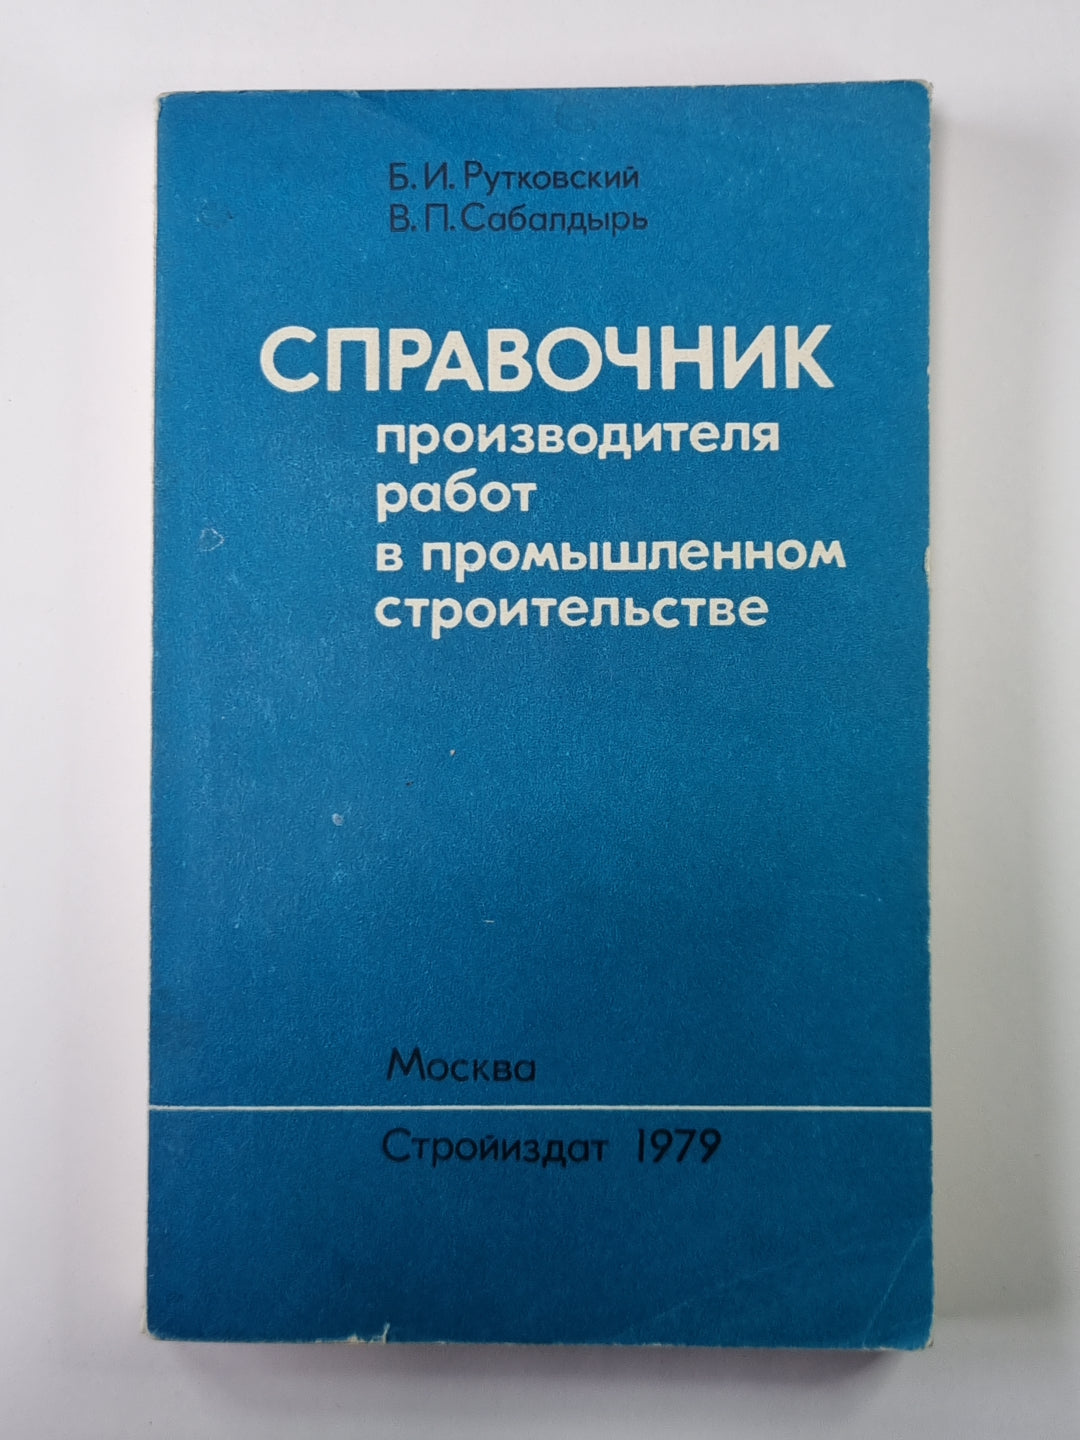 Б. И. Рутковский
В. П. Сабалдырь
СПРАВОЧНИК
производителя
работ
в промышленном
строительстве
Москва
Стройиздат 1979